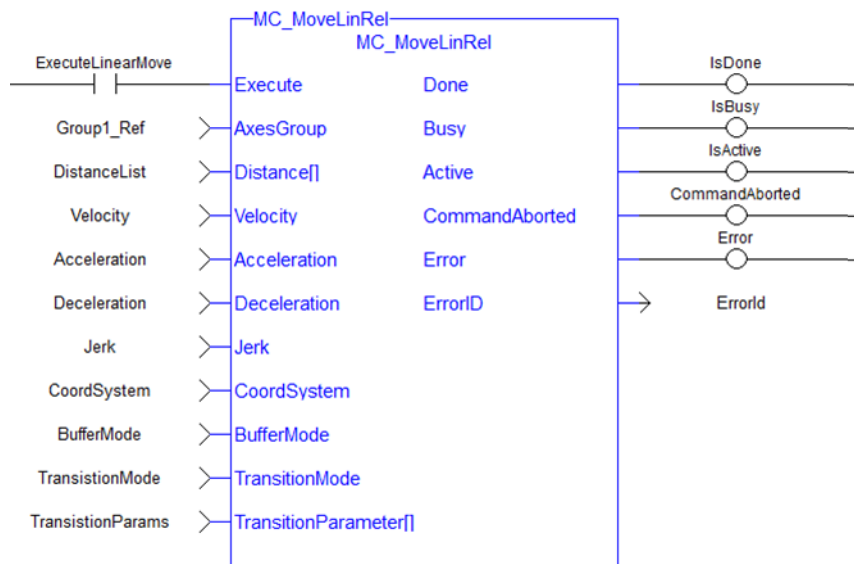 MC_MoveLinRel
MC_MoveLinRel
ExecuteLinearMove Execute Done IsDone
Group1_Ref AxesGroup Busy IsBusy
DistanceList Distance[] Active IsActive
Velocity Velocity CommandAborted CommandAborted
Acceleration Acceleration Error Error
Deceleration Deceleration ErrorID ErrorId
Jerk Jerk
CoordSystem CoordSystem
BufferMode BufferMode
TransistionMode TransitionMode
TransistionParams TransitionParameter[]